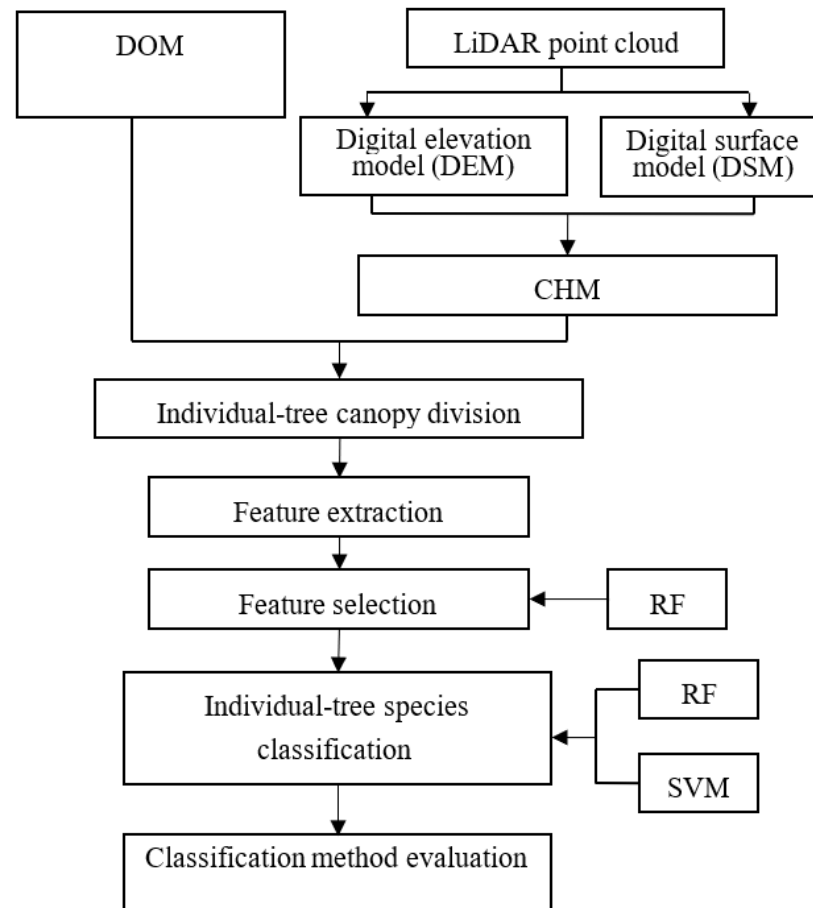 DOM
LiDAR point cloud
Digital elevation
model (DEM)
Digital surface
model (DSM)
CHM
Individual-tree canopy division
Feature extraction
Feature selection
RF
Individual-tree species
classification
RF
SVM
Classification method evaluation